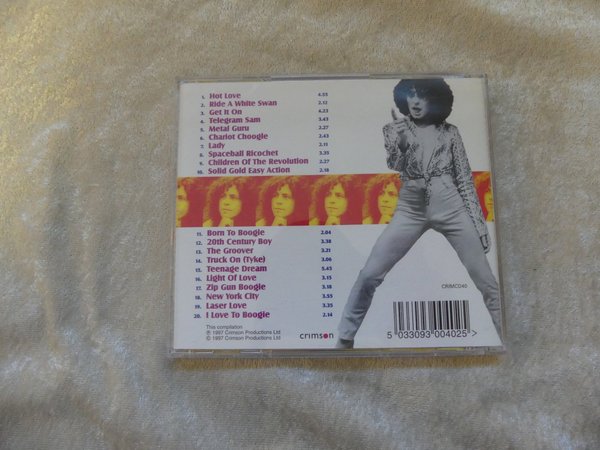 1. Hot Love 4.55
2. Ride A White Swan 2.12
3. Get It On 4.23
4. Telegram Sam 3.43
5. Metal Guru 2.27
6. Chariot Choogle 2.43
7. Lady 2.11
8. Spaceball Ricochet 3.35
9. Children Of The Revolution 2.27
10. Solid Gold Easy Action 2.18
11. Born To Boogie 2.04
12. 20th Century Boy 3.38
13. The Groover 3.21
14. Truck On (Tyke) 3.06
15. Teenage Dream 5.45
16. Light Of Love 3.15
17. Zip Gun Boogie 3.18
18. New York City 3.55
19. Laser Love 3.35
20. I Love To Boogie 2.14
This compilation
℗ 1997 Crimson Productions Ltd
© 1997 Crimson Productions Ltd
crimson
CRIMCD40
5 033093 004025 >